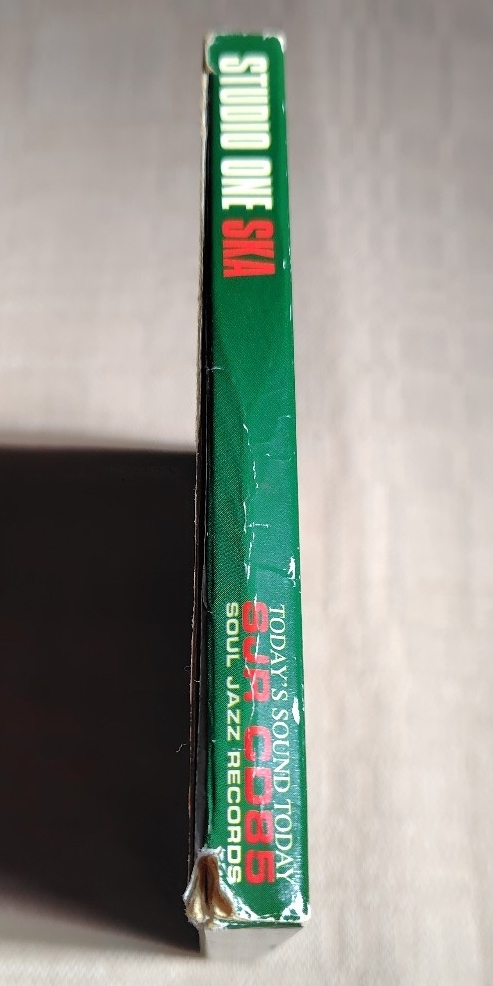 STUDIO ONE SKA
TODAY'S SOUND TODAY
SJR CD85
SOUL JAZZ RECORDS